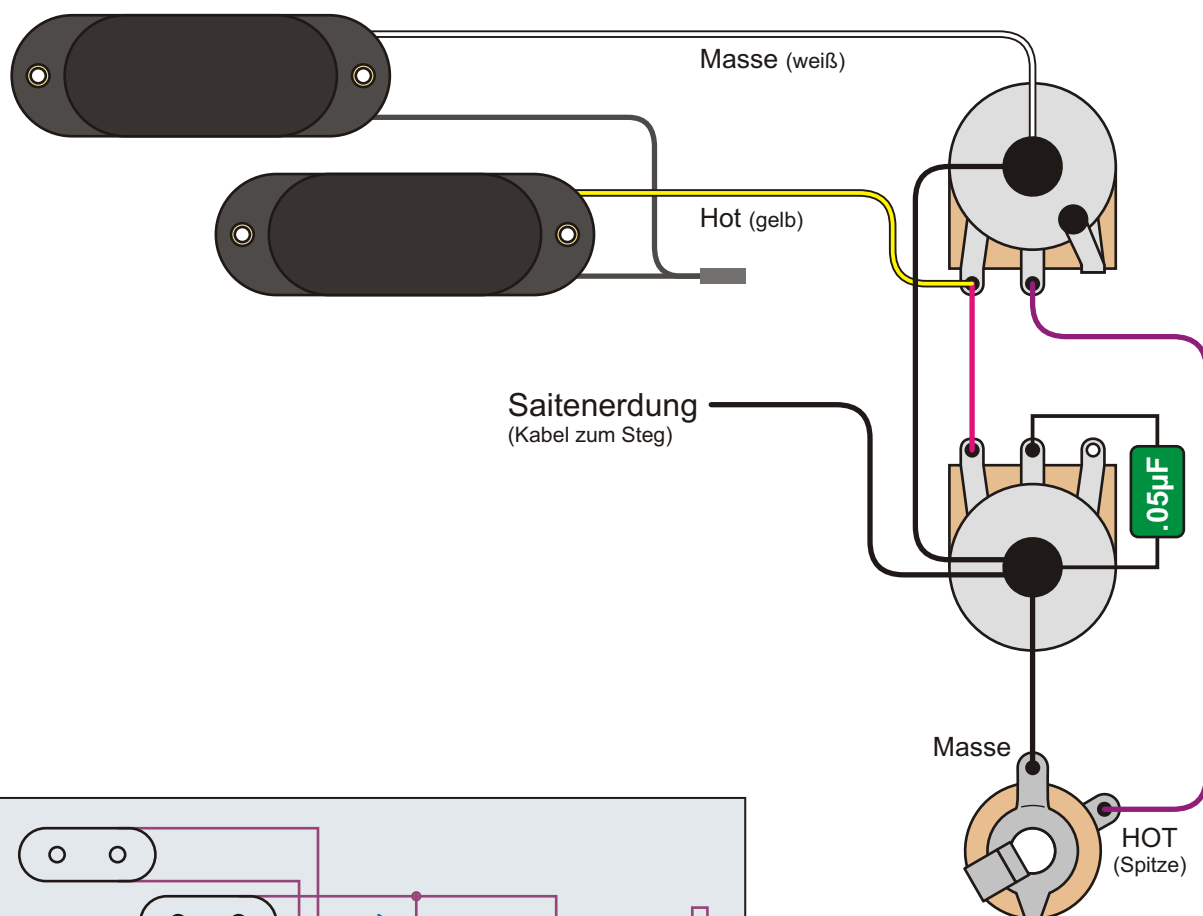 Masse (weiß)
Hot (gelb)
Saitenerdung
(Kabel zum Steg)
.05µF
Masse
HOT
(Spitze)